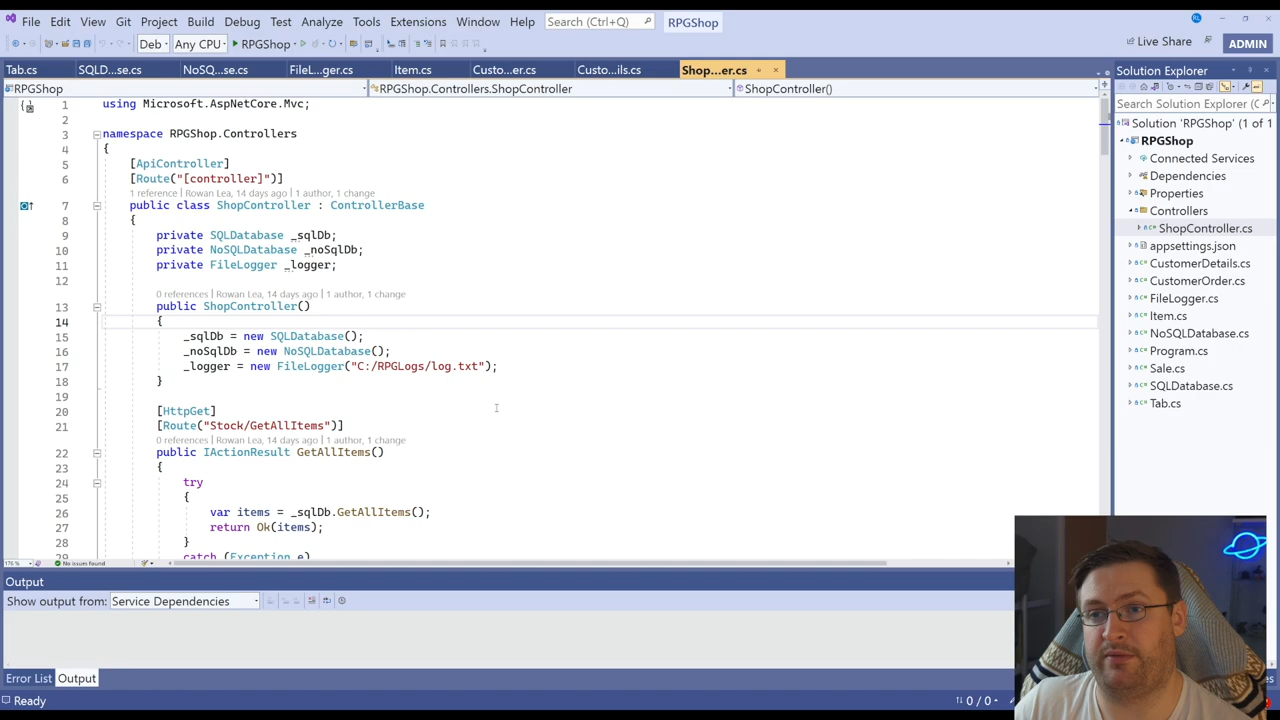 File Edit View Git Project Build Debug Test Analyze Tools Extensions Window Help Search (Ctrl+Q) RPGShop RL
Deb Any CPU RPGShop Live Share ADMIN
Tab.cs SQLD...se.cs NoSQ...se.cs FileL...ger.cs Item.cs Custo...er.cs Custo...ils.cs Shop...er.cs
RPGShop RPGShop.Controllers.ShopController ShopController()
1 using Microsoft.AspNetCore.Mvc;
2
3 namespace RPGShop.Controllers
4 {
5 [ApiController]
6 [Route("[controller]")]
1 reference | Rowan Lea, 14 days ago | 1 author, 1 change
7 public class ShopController : ControllerBase
8 {
9 private SQLDatabase _sqlDb;
10 private NoSQLDatabase _noSqlDb;
11 private FileLogger _logger;
12
0 references | Rowan Lea, 14 days ago | 1 author, 1 change
13 public ShopController()
14 {
15 _sqlDb = new SQLDatabase();
16 _noSqlDb = new NoSQLDatabase();
17 _logger = new FileLogger("C:/RPGLogs/log.txt");
18 }
19
20 [HttpGet]
21 [Route("Stock/GetAllItems")]
0 references | Rowan Lea, 14 days ago | 1 author, 1 change
22 public IActionResult GetAllItems()
23 {
24 try
25 {
26 var items = _sqlDb.GetAllItems();
27 return Ok(items);
28 }
29 catch (Exception e)
176 % No issues found
Output
Show output from: Service Dependencies
Error List Output
Ready 0 / 0
Solution Explorer
Search Solution Explorer (C
Solution 'RPGShop' (1 of 1
RPGShop
Connected Services
Dependencies
Properties
Controllers
ShopController.cs
appsettings.json
CustomerDetails.cs
CustomerOrder.cs
FileLogger.cs
Item.cs
NoSQLDatabase.cs
Program.cs
Sale.cs
SQLDatabase.cs
Tab.cs